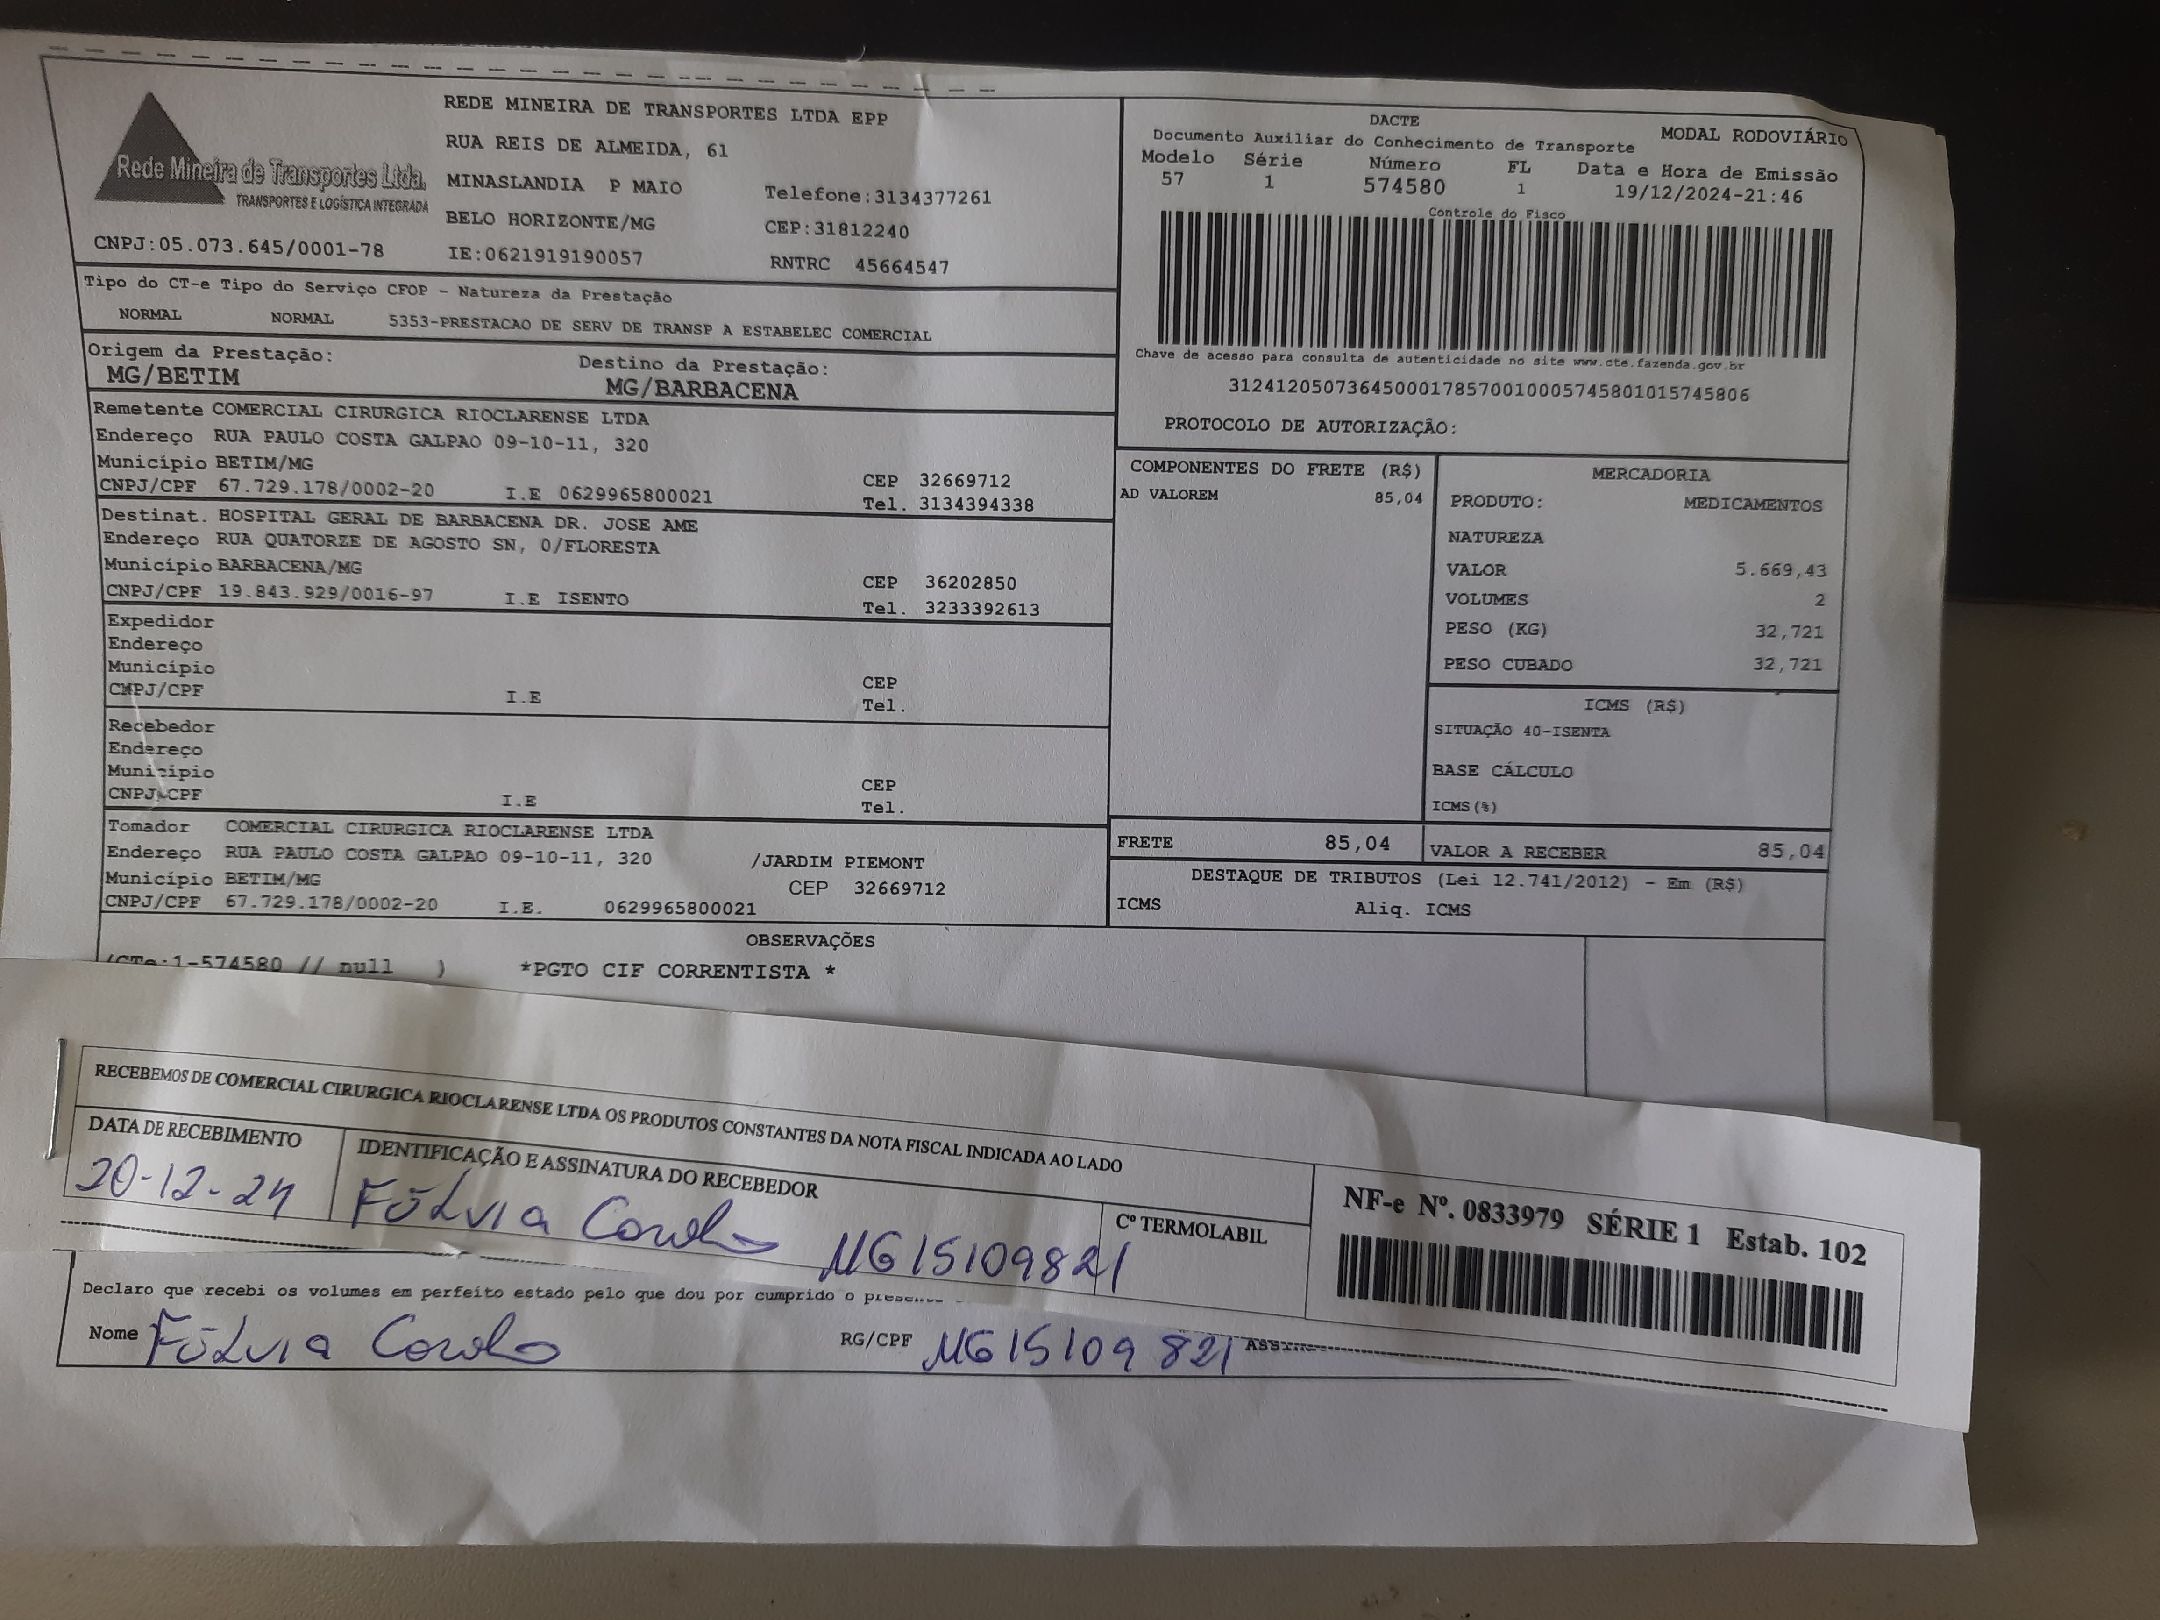 REDE MINEIRA DE TRANSPORTES LTDA EPP
RUA REIS DE ALMEIDA, 61
Rede Mineira de Transportes Ltda.
TRANSPORTES E LOGÍSTICA INTEGRADA
MINASLANDIA P MAIO Telefone:3134377261
BELO HORIZONTE/MG CEP:31812240
CNPJ:05.073.645/0001-78 IE:0621919190057 RNTRC 45664547
DACTE MODAL RODOVIÁRIO
Documento Auxiliar do Conhecimento de Transporte
Modelo Série Número FL Data e Hora de Emissão
57 1 574580 1 19/12/2024-21:46
Controle do Fisco
Chave de acesso para consulta de autenticidade no site www.cte.fazenda.gov.br
31241205073645000178570010005745801015745806
PROTOCOLO DE AUTORIZAÇÃO:
Tipo do CT-e Tipo do Serviço CFOP - Natureza da Prestação
NORMAL NORMAL 5353-PRESTACAO DE SERV DE TRANSP A ESTABELEC COMERCIAL
Origem da Prestação: Destino da Prestação:
MG/BETIM MG/BARBACENA
Remetente COMERCIAL CIRURGICA RIOCLARENSE LTDA
Endereço RUA PAULO COSTA GALPAO 09-10-11, 320
Município BETIM/MG CEP 32669712
CNPJ/CPF 67.729.178/0002-20 I.E 0629965800021 Tel. 3134394338
Destinat. HOSPITAL GERAL DE BARBACENA DR. JOSE AME
Endereço RUA QUATORZE DE AGOSTO SN, 0/FLORESTA
Município BARBACENA/MG CEP 36202850
CNPJ/CPF 19.843.929/0016-97 I.E ISENTO Tel. 3233392613
Expedidor
Endereço
Município CEP
CNPJ/CPF I.E Tel.
Recebedor
Endereço
Município CEP
CNPJ/CPF I.E Tel.
Tomador COMERCIAL CIRURGICA RIOCLARENSE LTDA
Endereço RUA PAULO COSTA GALPAO 09-10-11, 320 /JARDIM PIEMONT
Município BETIM/MG CEP 32669712
CNPJ/CPF 67.729.178/0002-20 I.E. 0629965800021
COMPONENTES DO FRETE (R$)
AD VALOREM 85,04
MERCADORIA
PRODUTO: MEDICAMENTOS
NATUREZA
VALOR 5.669,43
VOLUMES 2
PESO (KG) 32,721
PESO CUBADO 32,721
ICMS (R$)
SITUAÇÃO 40-ISENTA
BASE CÁLCULO
ICMS(%)
FRETE 85,04 VALOR A RECEBER 85,04
DESTAQUE DE TRIBUTOS (Lei 12.741/2012) - Em (R$)
ICMS Aliq. ICMS
OBSERVAÇÕES
(CTe:1-574580 // null ) *PGTO CIF CORRENTISTA *
RECEBEMOS DE COMERCIAL CIRURGICA RIOCLARENSE LTDA OS PRODUTOS CONSTANTES DA NOTA FISCAL INDICADA AO LADO
DATA DE RECEBIMENTO IDENTIFICAÇÃO E ASSINATURA DO RECEBEDOR Cº TERMOLABIL
20-12-24 Fúlvia MG15109821
NF-e Nº. 0833979 SÉRIE 1 Estab. 102
Declaro que recebi os volumes em perfeito estado pelo que dou por cumprido o
Nome Fúlvia RG/CPF MG15109821